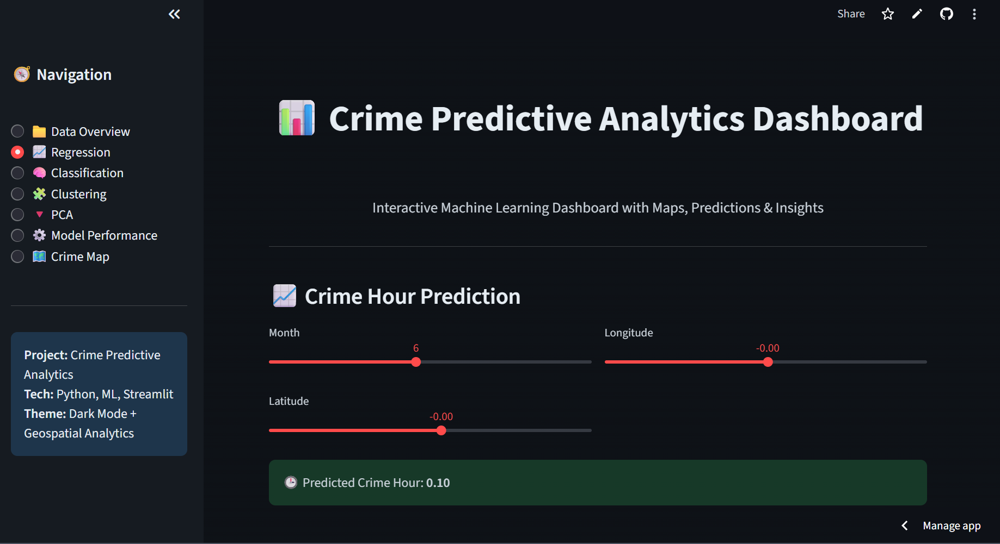 Share
Navigation
Data Overview
Regression
Classification
Clustering
PCA
Model Performance
Crime Map
Project: Crime Predictive
Analytics
Tech: Python, ML, Streamlit
Theme: Dark Mode +
Geospatial Analytics
Crime Predictive Analytics Dashboard
Interactive Machine Learning Dashboard with Maps, Predictions & Insights
Crime Hour Prediction
Month
6
Longitude
-0.00
Latitude
-0.00
Predicted Crime Hour: 0.10
Manage app